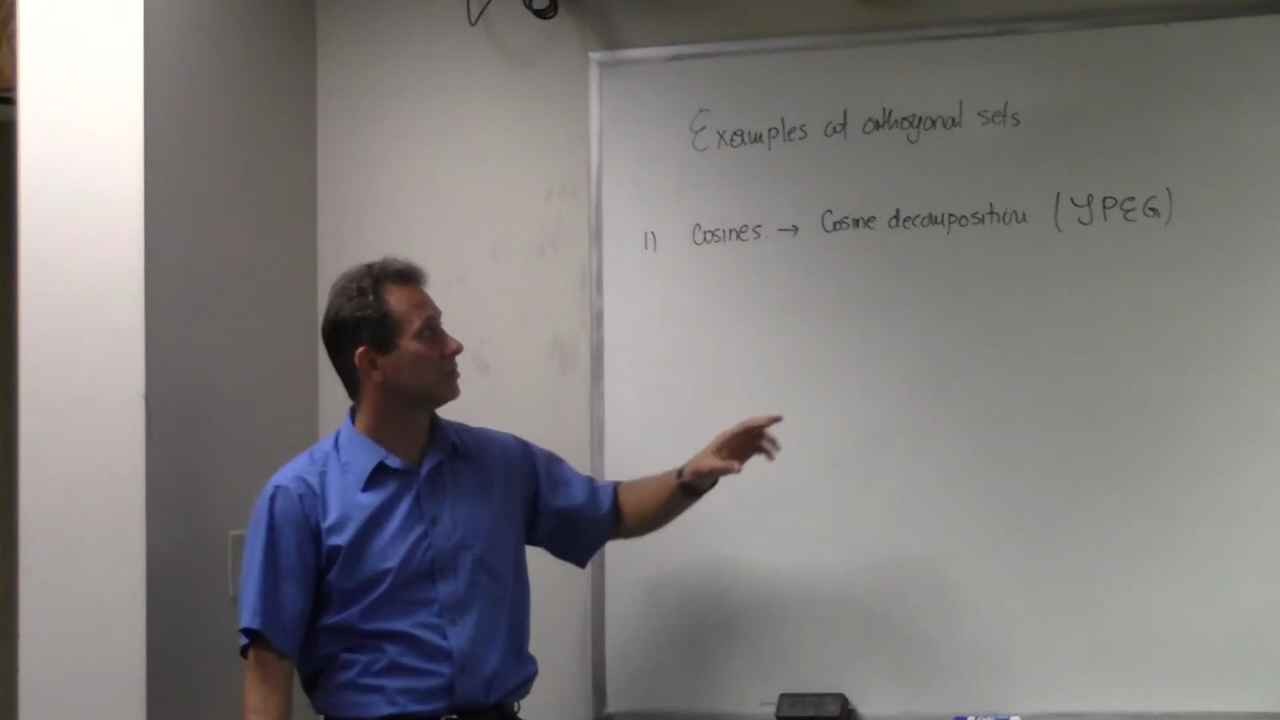 Examples of orthogonal sets
1) Cosines. → Cosine decomposition (JPEG)